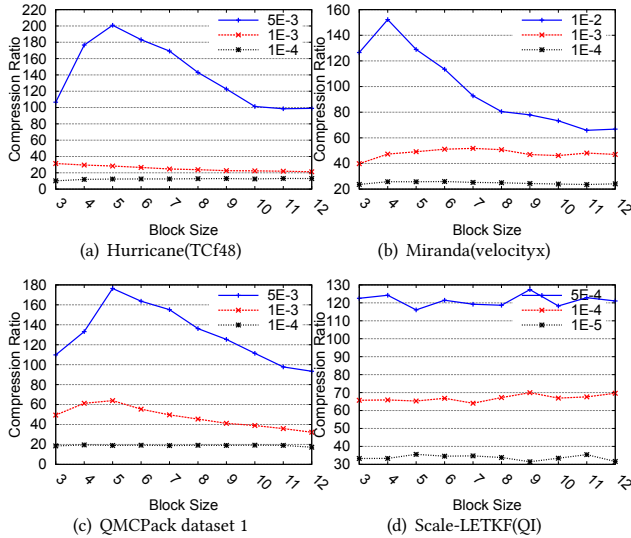 220
200
180
160
140
120
100
80
60
40
20
0
Compression Ratio
5E-3
1E-3
1E-4
3 4 5 6 7 8 9 10 11 12
Block Size
(a) Hurricane(TCf48)
160
140
120
100
80
60
40
20
Compression Ratio
1E-2
1E-3
1E-4
3 4 5 6 7 8 9 10 11 12
Block Size
(b) Miranda(velocityx)
180
160
140
120
100
80
60
40
20
0
Compression Ratio
5E-3
1E-3
1E-4
3 4 5 6 7 8 9 10 11 12
Block Size
(c) QMCPack dataset 1
130
120
110
100
90
80
70
60
50
40
30
Compression Ratio
5E-4
1E-4
1E-5
3 4 5 6 7 8 9 10 11 12
Block Size
(d) Scale-LETKF(QI)